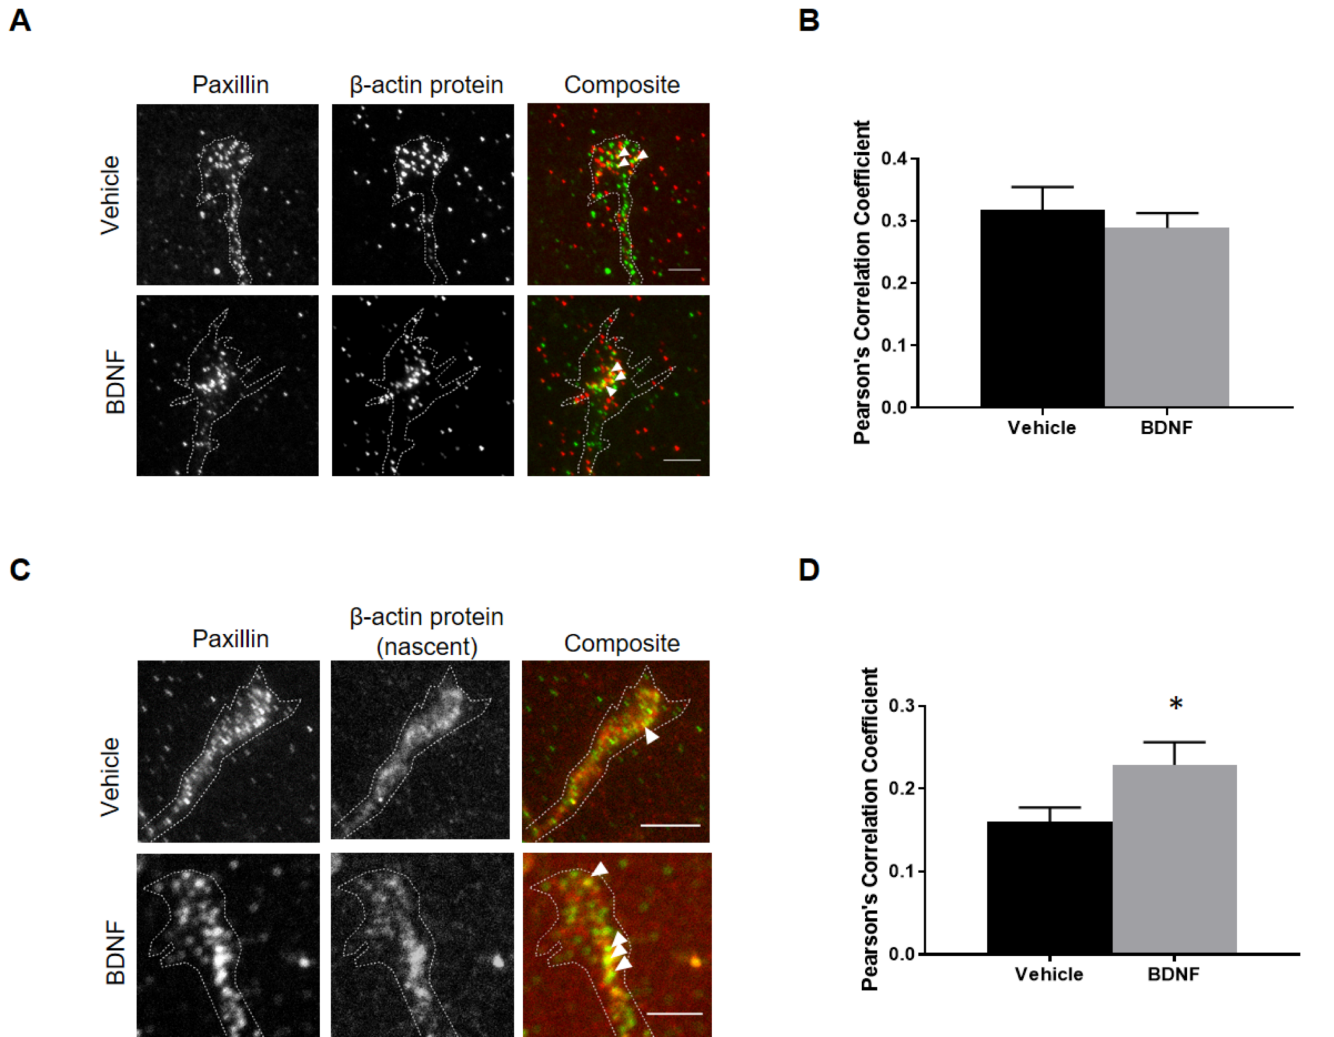 A
B
Paxillin
β-actin protein
Composite
Vehicle
BDNF
Pearson's Correlation Coefficient
0.4
0.3
0.2
0.1
0.0
Vehicle
BDNF
C
D
Paxillin
β-actin protein
(nascent)
Composite
Vehicle
BDNF
Pearson's Correlation Coefficient
0.3
0.2
0.1
0.0
*
Vehicle
BDNF